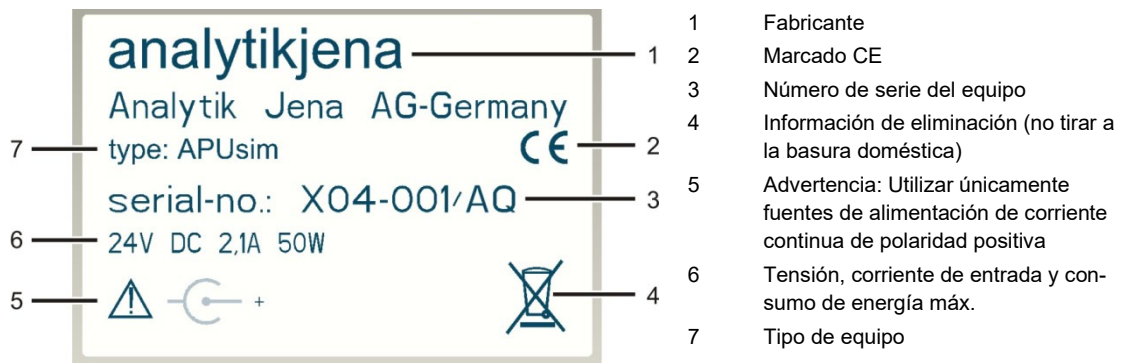 analytikjena
1
Analytik Jena AG-Germany
7
type: APUsim
CE
2
serial-no.: X04-001/AQ
3
6
24V DC 2,1A 50W
5
+
4
1 Fabricante
2 Marcado CE
3 Número de serie del equipo
4 Información de eliminación (no tirar a
la basura doméstica)
5 Advertencia: Utilizar únicamente
fuentes de alimentación de corriente
continua de polaridad positiva
6 Tensión, corriente de entrada y con-
sumo de energía máx.
7 Tipo de equipo